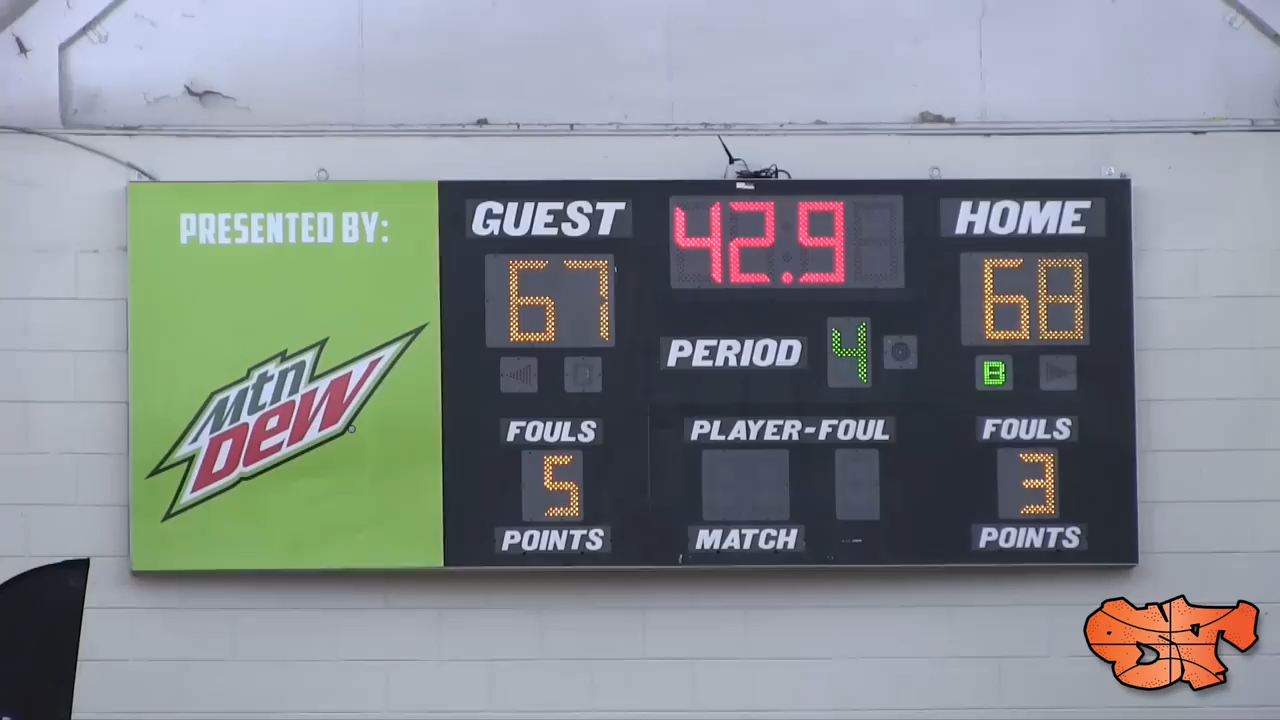 PRESENTED BY:
mtn
Dew
®
GUEST
42.9
HOME
67
68
PERIOD
4
B
FOULS
PLAYER-FOUL
FOULS
5
3
POINTS
MATCH
POINTS
ST